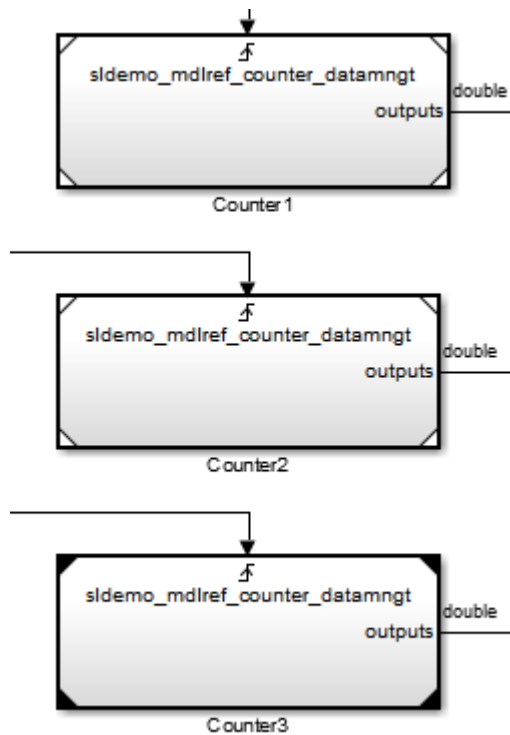 sldemo_mdlref_counter_datamngt
double
outputs
Counter1
sldemo_mdlref_counter_datamngt
double
outputs
Counter2
sldemo_mdlref_counter_datamngt
double
outputs
Counter3